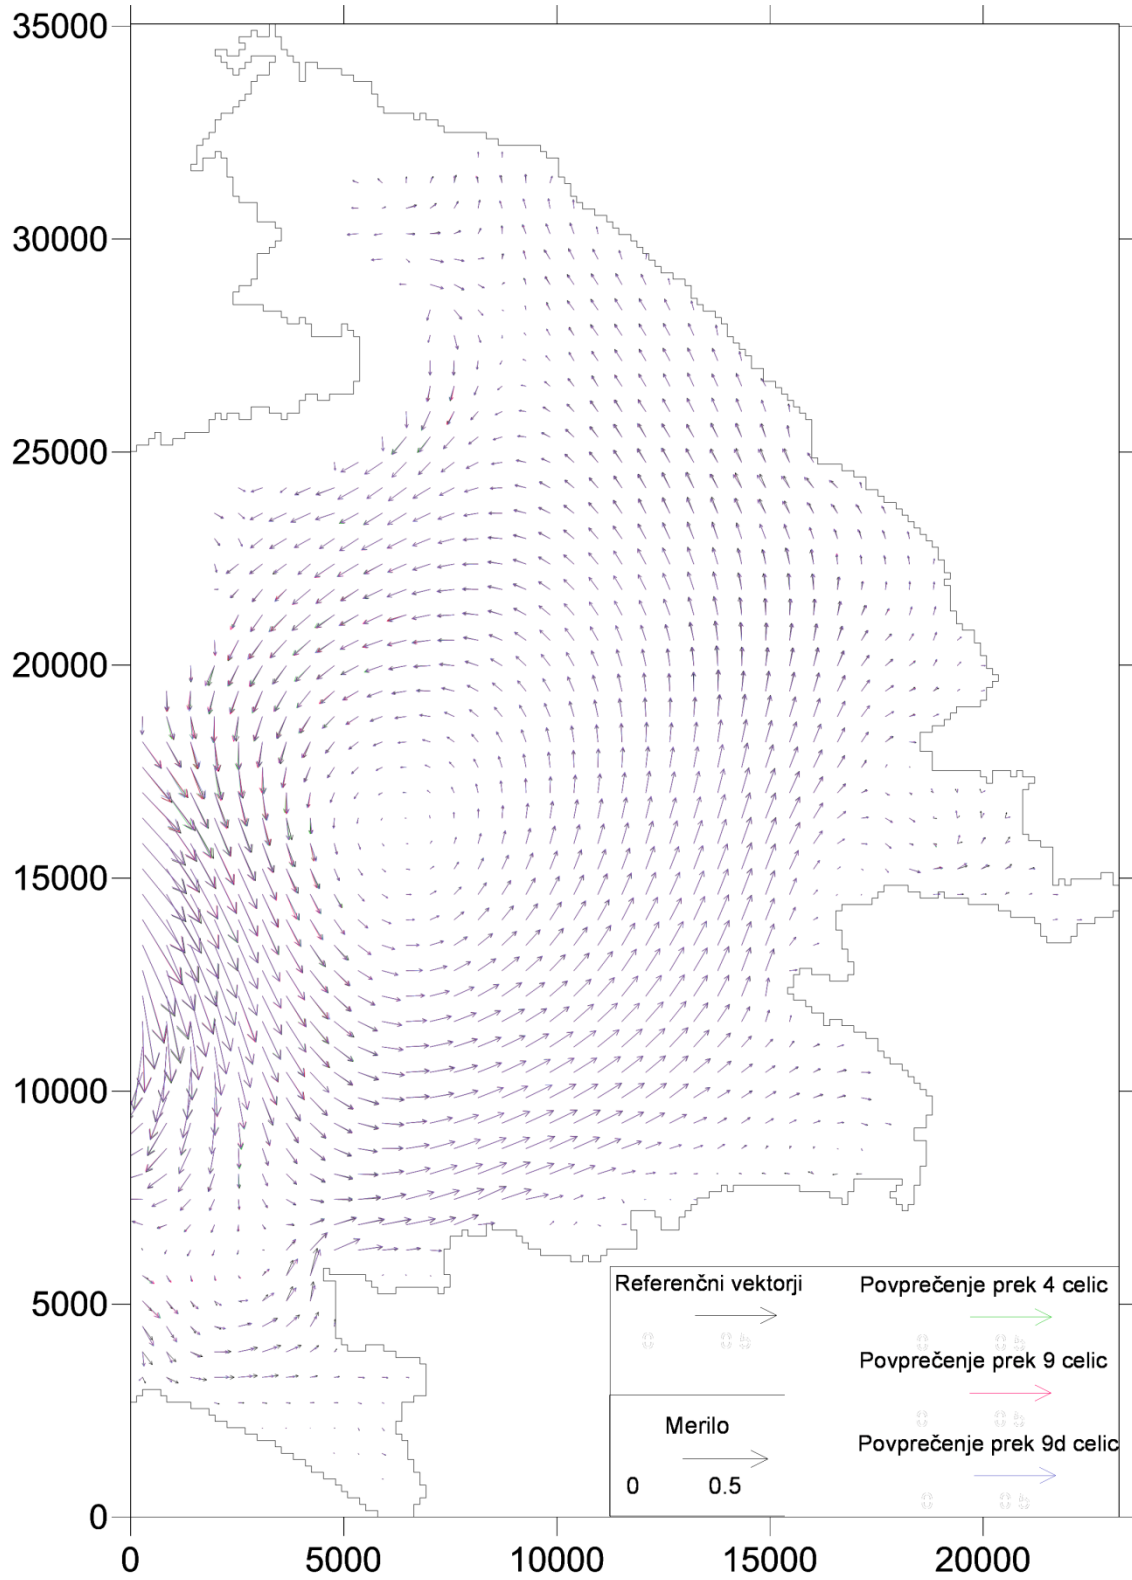 35000
30000
25000
20000
15000
10000
5000
0
Referenčni vektorji
Povprečenje prek 4 celic
Povprečenje prek 9 celic
Merilo
0 0.5
Povprečenje prek 9d celic
0 5000 10000 15000 20000